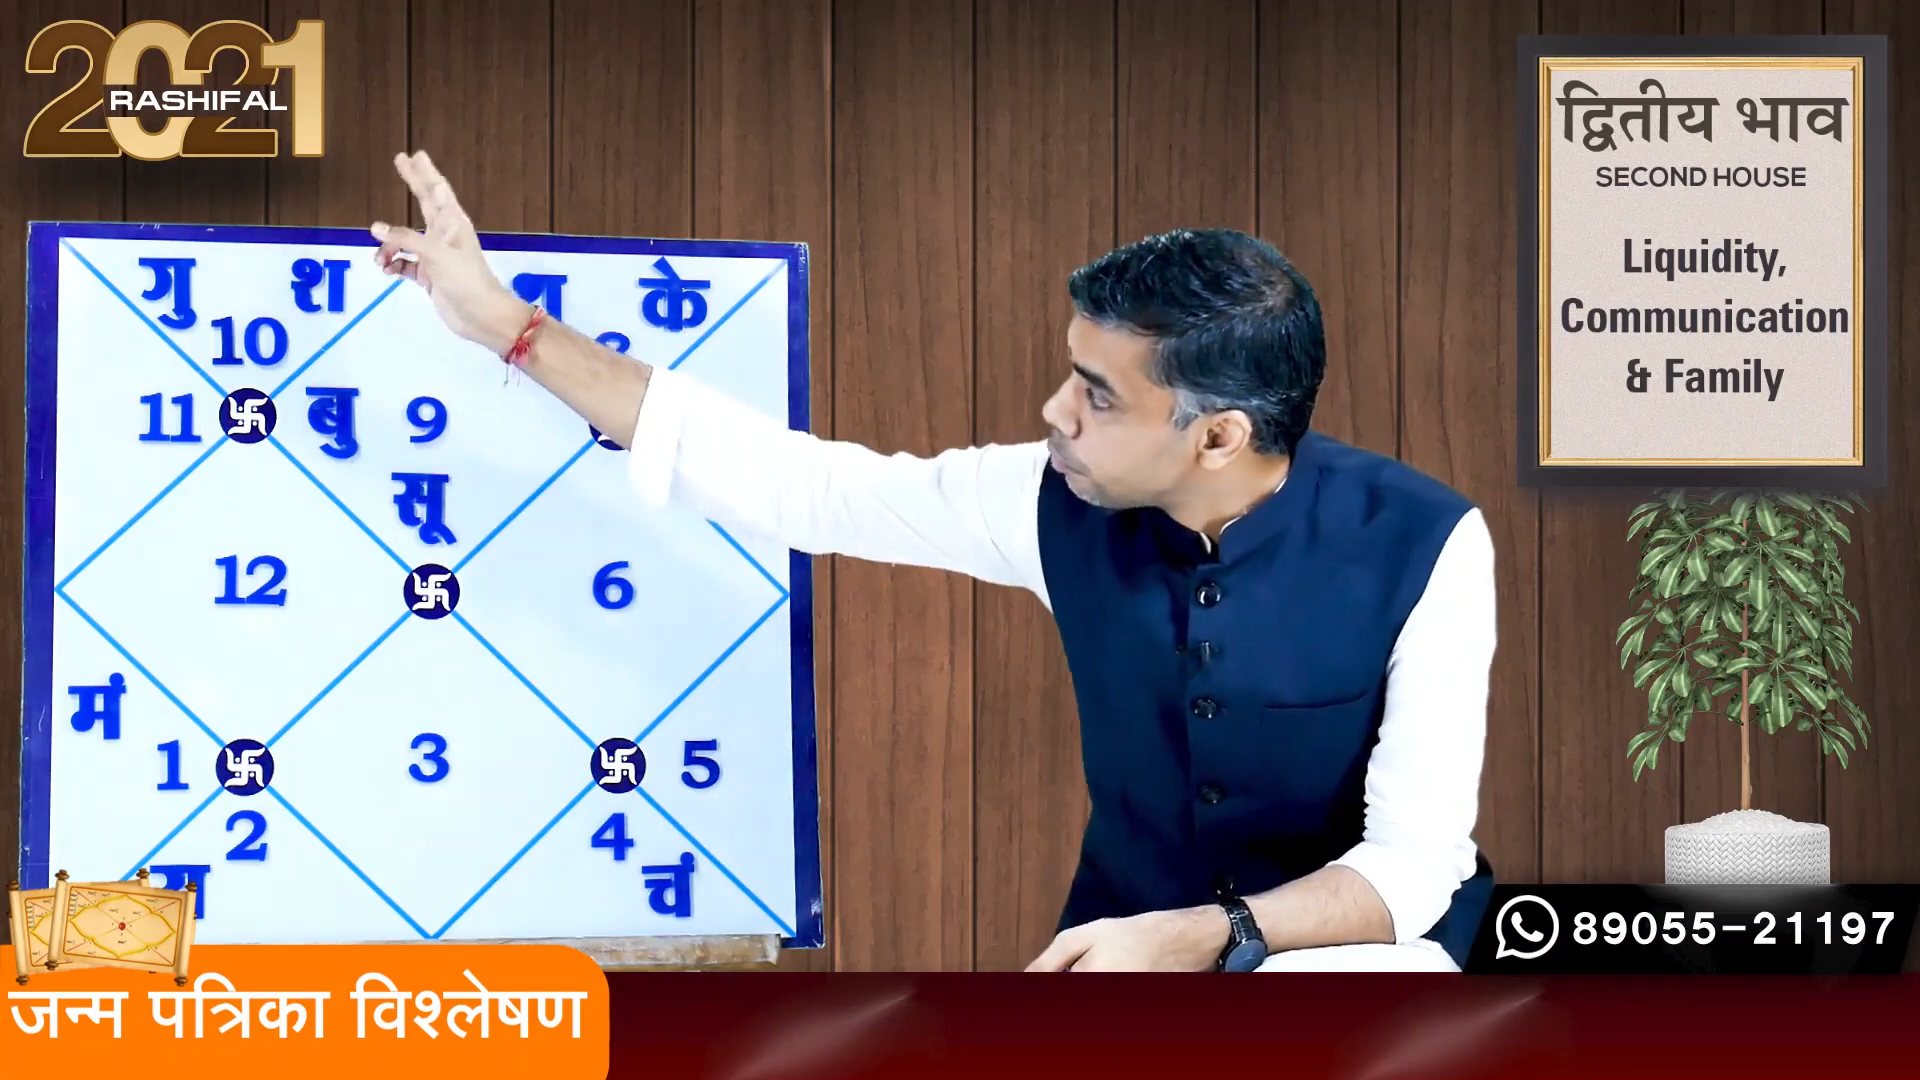 2021
RASHIFAL
द्वितीय भाव
SECOND HOUSE
Liquidity,
Communication
& Family
गु श के
10
11 बु 9
सू
12 6
मं
1 3 5
2 4
चं
89055-21197
जन्म पत्रिका विश्लेषण